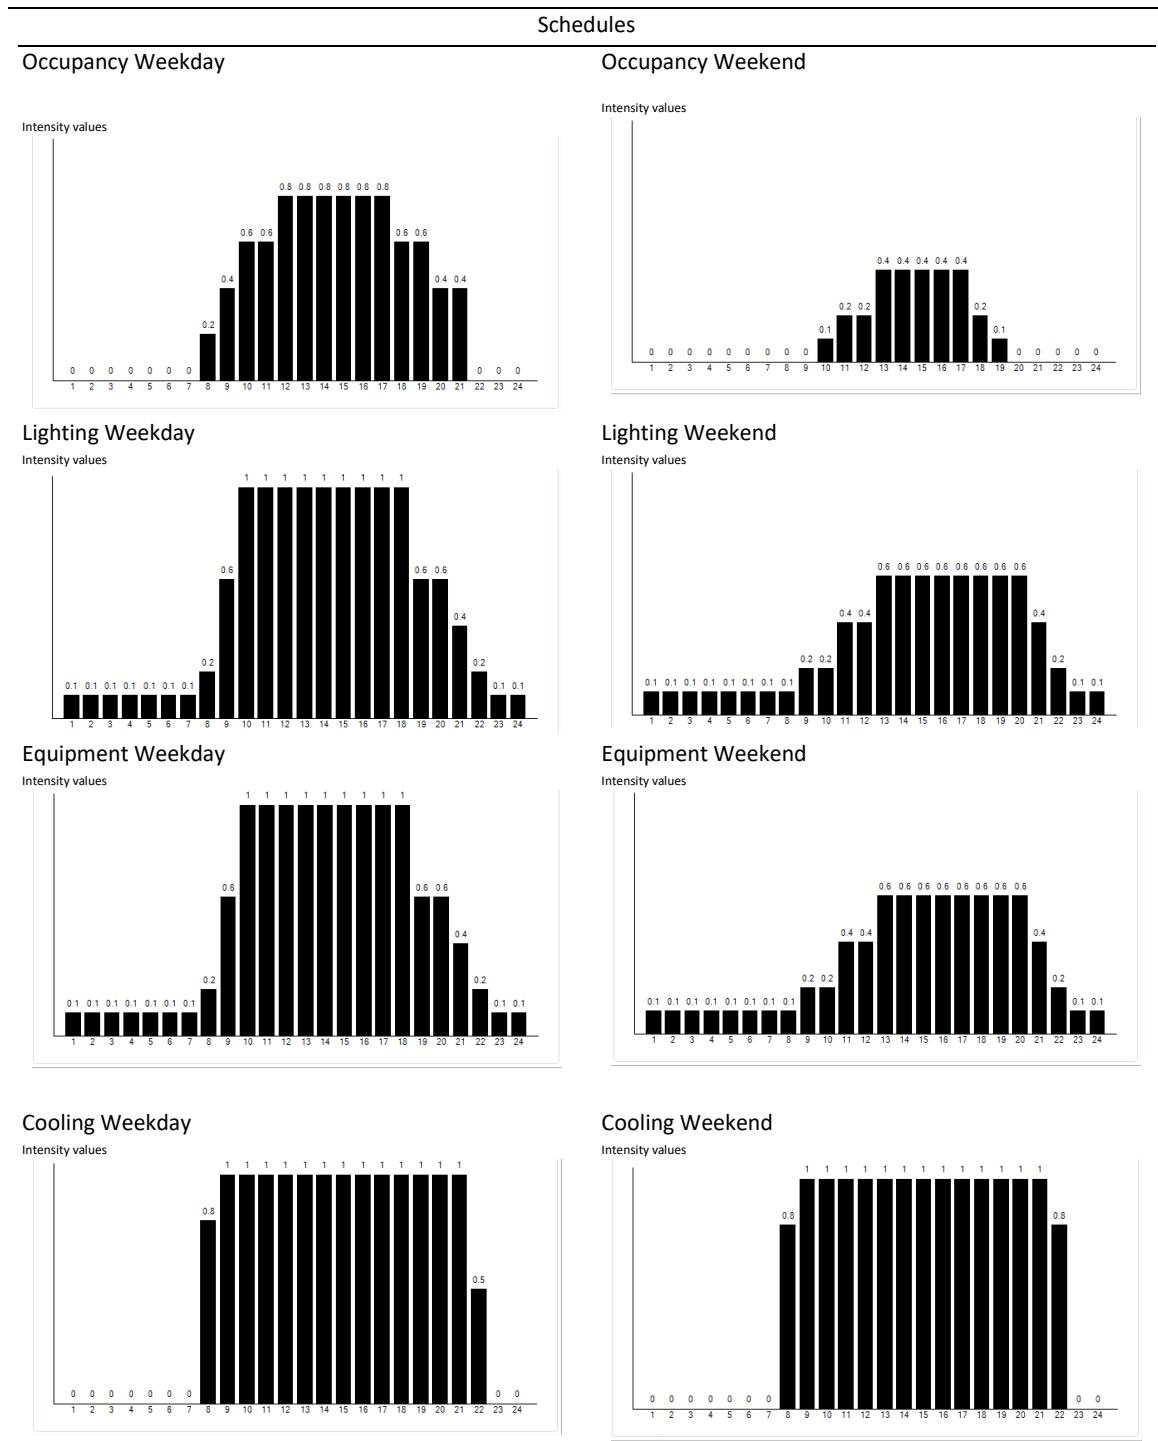 Schedules
Occupancy Weekday
Occupancy Weekend
Intensity values
Intensity values
0 0 0 0 0 0 0 0.2 0.4 0.6 0.6 0.8 0.8 0.8 0.8 0.8 0.8 0.6 0.6 0.4 0.4 0 0 0
1 2 3 4 5 6 7 8 9 10 11 12 13 14 15 16 17 18 19 20 21 22 23 24
0 0 0 0 0 0 0 0 0 0.1 0.2 0.2 0.4 0.4 0.4 0.4 0.4 0.2 0.1 0 0 0 0 0
1 2 3 4 5 6 7 8 9 10 11 12 13 14 15 16 17 18 19 20 21 22 23 24
Lighting Weekday
Lighting Weekend
Intensity values
Intensity values
0.1 0.1 0.1 0.1 0.1 0.1 0.1 0.2 0.6 1 1 1 1 1 1 1 1 1 0.6 0.6 0.4 0.2 0.1 0.1
1 2 3 4 5 6 7 8 9 10 11 12 13 14 15 16 17 18 19 20 21 22 23 24
0.1 0.1 0.1 0.1 0.1 0.1 0.1 0.1 0.2 0.2 0.4 0.4 0.6 0.6 0.6 0.6 0.6 0.6 0.6 0.6 0.4 0.2 0.1 0.1
1 2 3 4 5 6 7 8 9 10 11 12 13 14 15 16 17 18 19 20 21 22 23 24
Equipment Weekday
Equipment Weekend
Intensity values
Intensity values
0.1 0.1 0.1 0.1 0.1 0.1 0.1 0.2 0.6 1 1 1 1 1 1 1 1 1 0.6 0.6 0.4 0.2 0.1 0.1
1 2 3 4 5 6 7 8 9 10 11 12 13 14 15 16 17 18 19 20 21 22 23 24
0.1 0.1 0.1 0.1 0.1 0.1 0.1 0.1 0.2 0.2 0.4 0.4 0.6 0.6 0.6 0.6 0.6 0.6 0.6 0.6 0.4 0.2 0.1 0.1
1 2 3 4 5 6 7 8 9 10 11 12 13 14 15 16 17 18 19 20 21 22 23 24
Cooling Weekday
Cooling Weekend
Intensity values
Intensity values
0 0 0 0 0 0 0 0.8 1 1 1 1 1 1 1 1 1 1 1 1 1 0.5 0 0
1 2 3 4 5 6 7 8 9 10 11 12 13 14 15 16 17 18 19 20 21 22 23 24
0 0 0 0 0 0 0 0.8 1 1 1 1 1 1 1 1 1 1 1 1 1 0.8 0 0
1 2 3 4 5 6 7 8 9 10 11 12 13 14 15 16 17 18 19 20 21 22 23 24